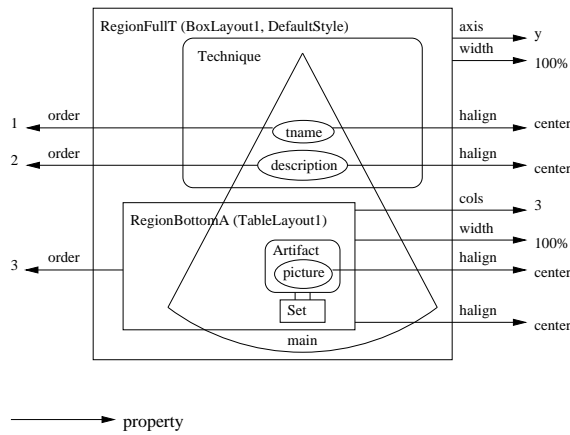 RegionFullT (BoxLayout1, DefaultStyle)
axis
y
width
100%
Technique
1
order
tname
halign
center
2
order
description
halign
center
cols
3
RegionBottomA (TableLayout1)
width
100%
Artifact
3
order
picture
halign
center
Set
halign
center
main
property